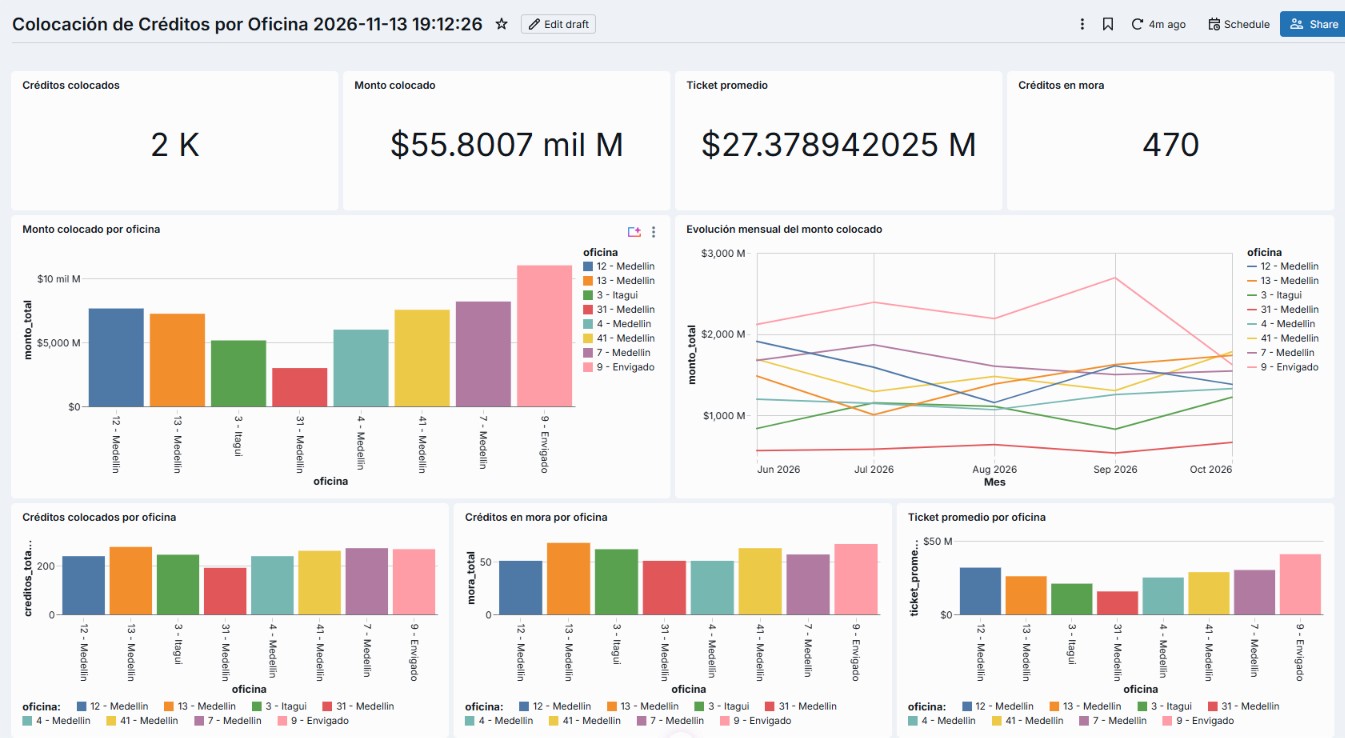 Colocación de Créditos por Oficina 2026-11-13 19:12:26
Edit draft
4m ago
Schedule
Share
Créditos colocados
2 K
Monto colocado
$55.8007 mil M
Ticket promedio
$27.378942025 M
Créditos en mora
470
Monto colocado por oficina
monto_total
$10 mil M
$5,000 M
$0
12 - Medellin
13 - Medellin
3 - Itagui
31 - Medellin
4 - Medellin
41 - Medellin
7 - Medellin
9 - Envigado
oficina
oficina
12 - Medellin
13 - Medellin
3 - Itagui
31 - Medellin
4 - Medellin
41 - Medellin
7 - Medellin
9 - Envigado
Evolución mensual del monto colocado
monto_total
$3,000 M
$2,000 M
$1,000 M
Jun 2026
Jul 2026
Aug 2026
Sep 2026
Oct 2026
Mes
oficina
12 - Medellin
13 - Medellin
3 - Itagui
31 - Medellin
4 - Medellin
41 - Medellin
7 - Medellin
9 - Envigado
Créditos colocados por oficina
creditos_tota...
200
0
12 - Medellin
13 - Medellin
3 - Itagui
31 - Medellin
4 - Medellin
41 - Medellin
7 - Medellin
9 - Envigado
oficina
oficina: 12 - Medellin 13 - Medellin 3 - Itagui 31 - Medellin
4 - Medellin 41 - Medellin 7 - Medellin 9 - Envigado
Créditos en mora por oficina
mora_total
50
0
12 - Medellin
13 - Medellin
3 - Itagui
31 - Medellin
4 - Medellin
41 - Medellin
7 - Medellin
9 - Envigado
oficina
oficina: 12 - Medellin 13 - Medellin 3 - Itagui 31 - Medellin
4 - Medellin 41 - Medellin 7 - Medellin 9 - Envigado
Ticket promedio por oficina
ticket_prome...
$50 M
$0
12 - Medellin
13 - Medellin
3 - Itagui
31 - Medellin
4 - Medellin
41 - Medellin
7 - Medellin
9 - Envigado
oficina
oficina: 12 - Medellin 13 - Medellin 3 - Itagui 31 - Medellin
4 - Medellin 41 - Medellin 7 - Medellin 9 - Envigado